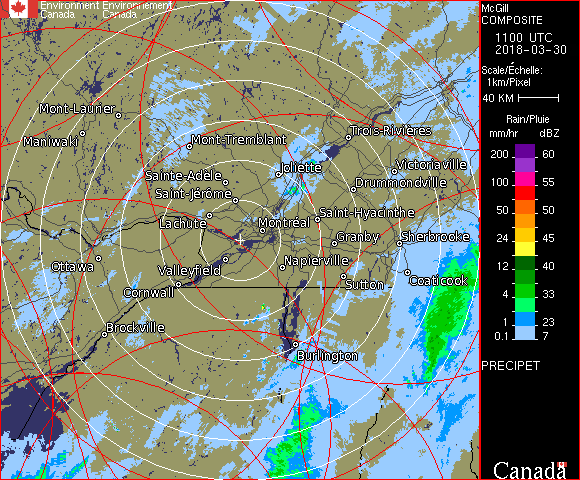 Environment Environnement
Canada Canada
McGill
COMPOSITE
1100 UTC
2018-03-30
Scale/Échelle:
1km/Pixel
40 KM
Rain/Pluie
mm/hr dBZ
200 60
150
100 55
50 50
24 45
12 40
4 33
1 23
0.1 7
PRECIPET
Canada
Mont-Laurier
Maniwaki
Mont-Tremblant
Trois-Rivières
Sainte-Adèle
Joliette
Victoriaville
Saint-Jérôme
Drummondville
Lachute
Montréal
Saint-Hyacinthe
Granby
Sherbrooke
Ottawa
Valleyfield
Napierville
Cornwall
Sutton
Coaticook
Brockville
Burlington